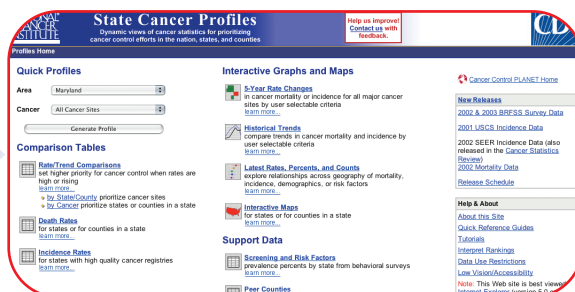 NATIONAL
CANCER
INSTITUTE
State Cancer Profiles
Dynamic views of cancer statistics for prioritizing
cancer control efforts in the nation, states, and counties
Help us improve!
Contact us with
feedback.
CD
Profiles Home
Quick Profiles
Area
Maryland
Cancer
All Cancer Sites
Generate Profile
Comparison Tables
Rate/Trend Comparisons
set higher priority for cancer control when rates are
high or rising
learn more...
by State/County prioritize cancer sites
by Cancer prioritize states or counties in a state
Death Rates
for states or for counties in a state
learn more...
Incidence Rates
for states with high quality cancer registries
learn more...
Interactive Graphs and Maps
5-Year Rate Changes
in cancer mortality or incidence for all major cancer
sites by user selectable criteria
learn more...
Historical Trends
compare trends in cancer mortality and incidence by
user selectable criteria
learn more...
Latest Rates, Percents, and Counts
explore relationships across geography of mortality,
incidence, demographics, or risk factors
learn more...
Interactive Maps
for states or for counties in a state
learn more...
Support Data
Screening and Risk Factors
prevalence percents by state from behavioral surveys
learn more...
Peer Counties
Cancer Control PLANET Home
New Releases
2002 & 2003 BRFSS Survey Data
2001 USCS Incidence Data
2002 SEER Incidence Data (also
released in the Cancer Statistics
Review)
2002 Mortality Data
Release Schedule
Help & About
About this Site
Quick Reference Guides
Tutorials
Interpret Rankings
Data Use Restrictions
Low Vision/Accessibility
Note: This Web site is best viewed
Internet Explorer version 5.0